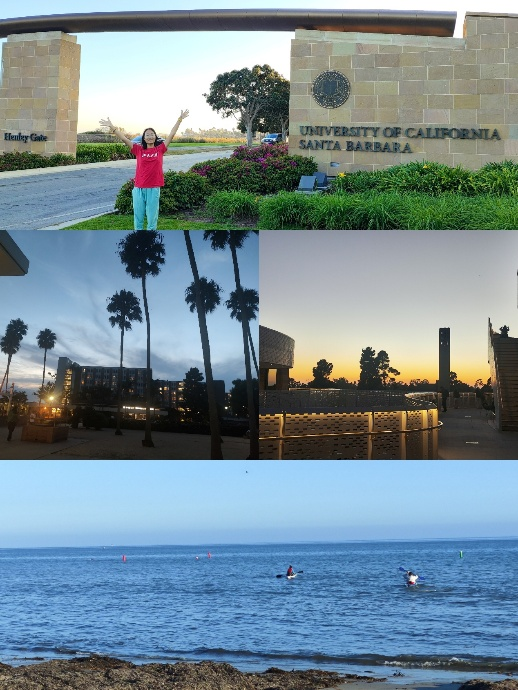 Henley Gate
UNIVERSITY OF CALIFORNIA
SANTA BARBARA